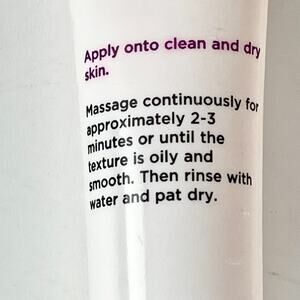 Apply onto clean and dry
skin.
Massage continuously for
approximately 2-3
minutes or until the
texture is oily and
smooth. Then rinse with
water and pat dry.